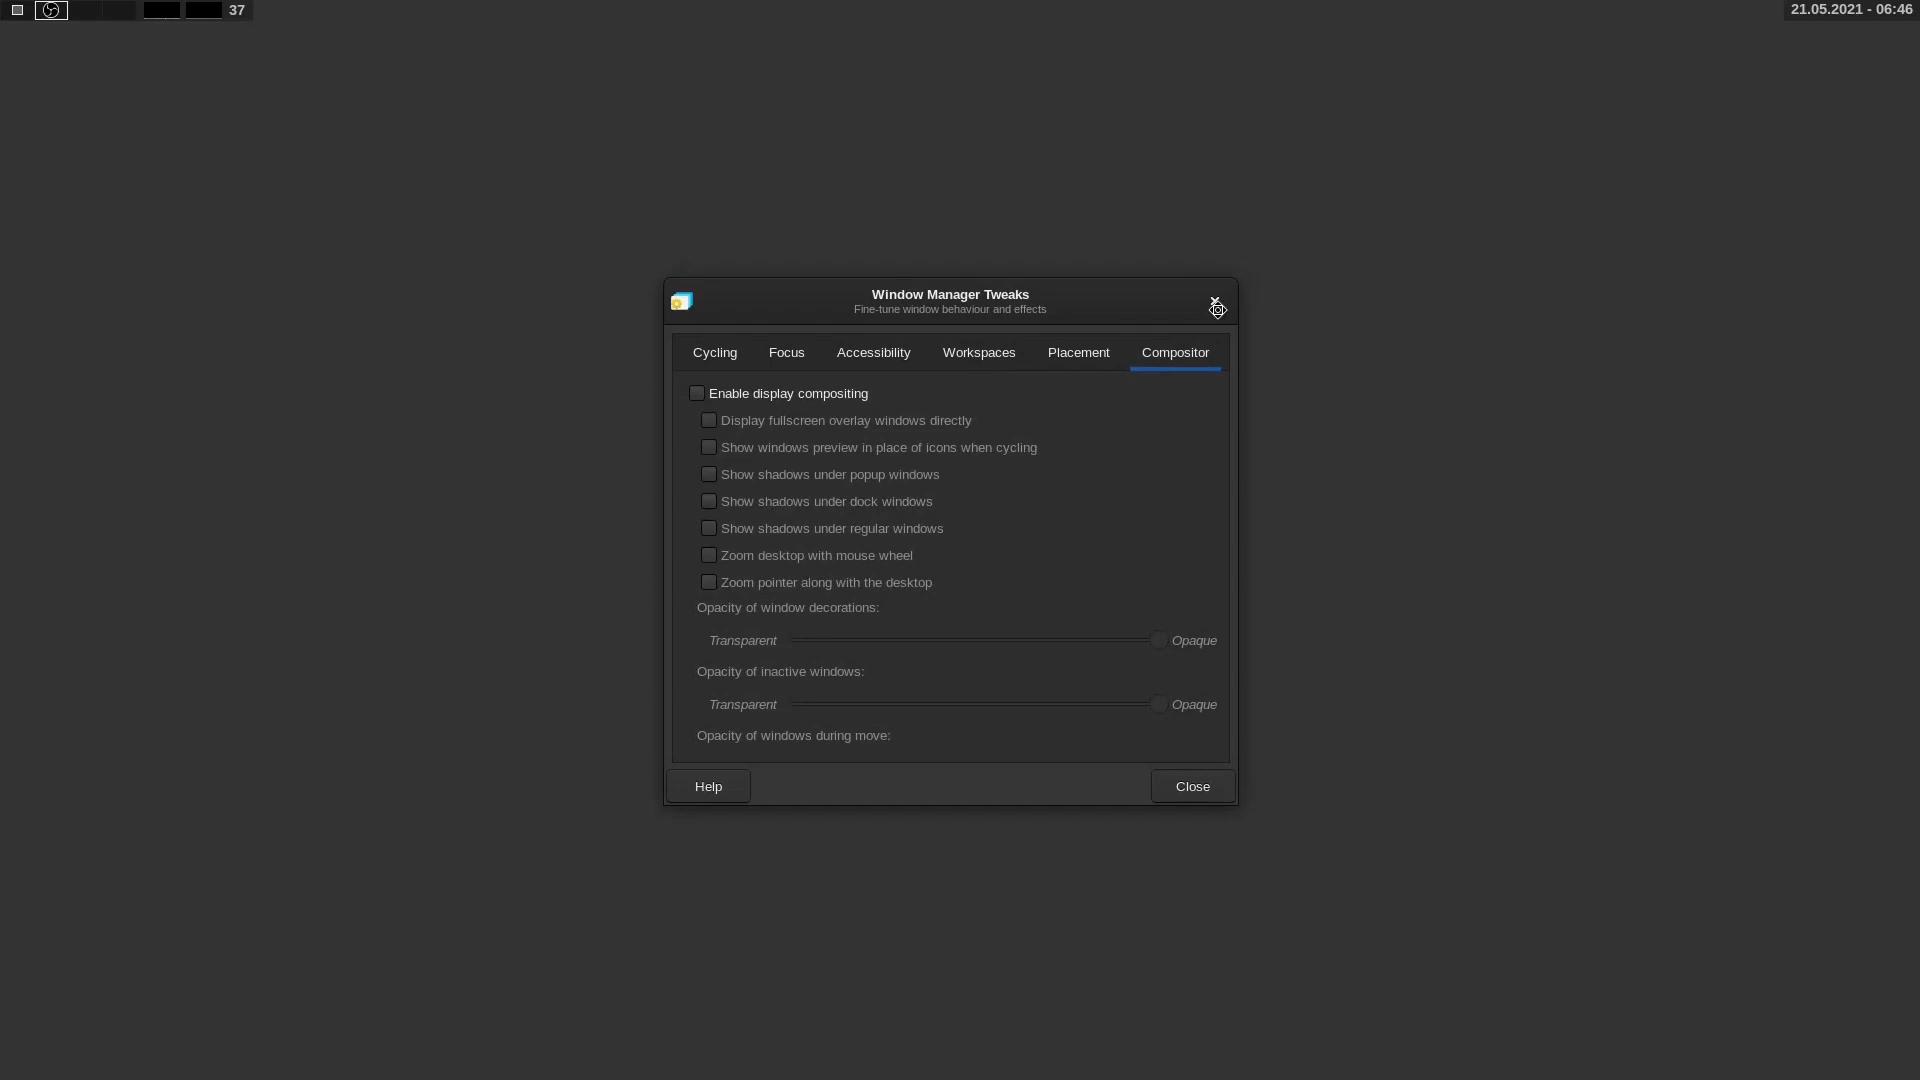 37
21.05.2021 - 06:46
Window Manager Tweaks
Fine-tune window behaviour and effects
Cycling Focus Accessibility Workspaces Placement Compositor
Enable display compositing
Display fullscreen overlay windows directly
Show windows preview in place of icons when cycling
Show shadows under popup windows
Show shadows under dock windows
Show shadows under regular windows
Zoom desktop with mouse wheel
Zoom pointer along with the desktop
Opacity of window decorations:
Transparent Opaque
Opacity of inactive windows:
Transparent Opaque
Opacity of windows during move:
Help Close